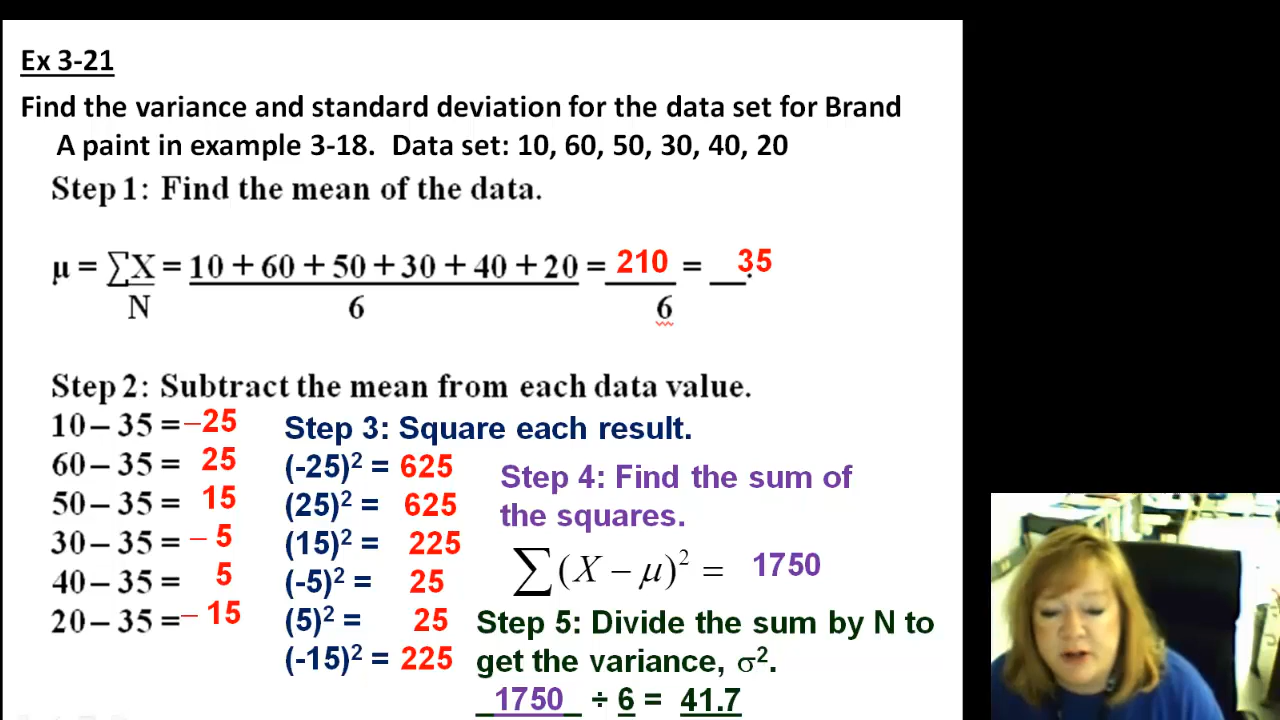 Ex 3-21
Find the variance and standard deviation for the data set for Brand
A paint in example 3-18. Data set: 10, 60, 50, 30, 40, 20
Step 1: Find the mean of the data.
μ = ∑X = 10 + 60 + 50 + 30 + 40 + 20 = 210 = 35.
N 6 6
Step 2: Subtract the mean from each data value.
10 – 35 = –25
60 – 35 = 25
50 – 35 = 15
30 – 35 = – 5
40 – 35 = 5
20 – 35 = – 15
Step 3: Square each result.
(-25)² = 625
(25)² = 625
(15)² = 225
(-5)² = 25
(5)² = 25
(-15)² = 225
Step 4: Find the sum of
the squares.
∑(X − μ)² = 1750
Step 5: Divide the sum by N to
get the variance, σ².
_1750_ ÷ 6 = 41.7